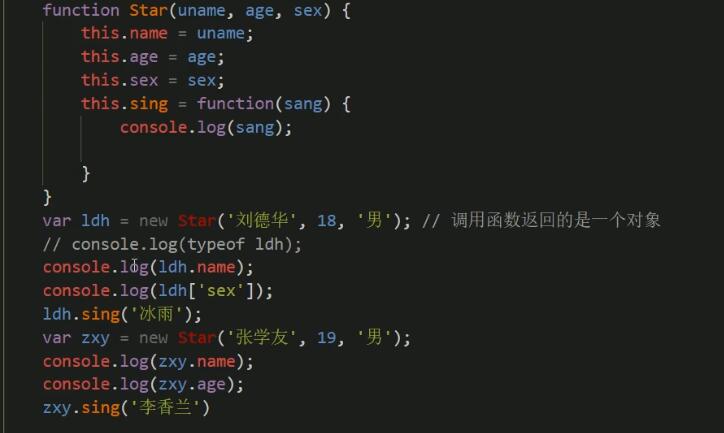 function Star(uname, age, sex) {
this.name = uname;
this.age = age;
this.sex = sex;
this.sing = function(sang) {
console.log(sang);
}
}
var ldh = new Star('刘德华', 18, '男'); // 调用函数返回的是一个对象
// console.log(typeof ldh);
console.log(ldh.name);
console.log(ldh['sex']);
ldh.sing('冰雨');
var zxy = new Star('张学友', 19, '男');
console.log(zxy.name);
console.log(zxy.age);
zxy.sing('李香兰')